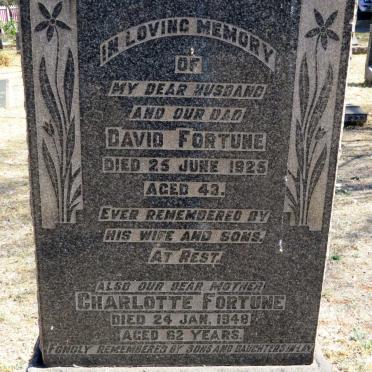 IN LOVING MEMORY
OF
MY DEAR HUSBAND
AND OUR DAD
DAVID FORTUNE
DIED 25 JUNE 1925
AGED 43.
EVER REMEMBERED BY
HIS WIFE AND SONS.
AT REST.
ALSO OUR DEAR MOTHER
CHARLOTTE FORTUNE
DIED 24 JAN. 1948
AGED 62 YEARS
FONDLY REMEMBERED BY SONS AND DAUGHTERS IN LAW